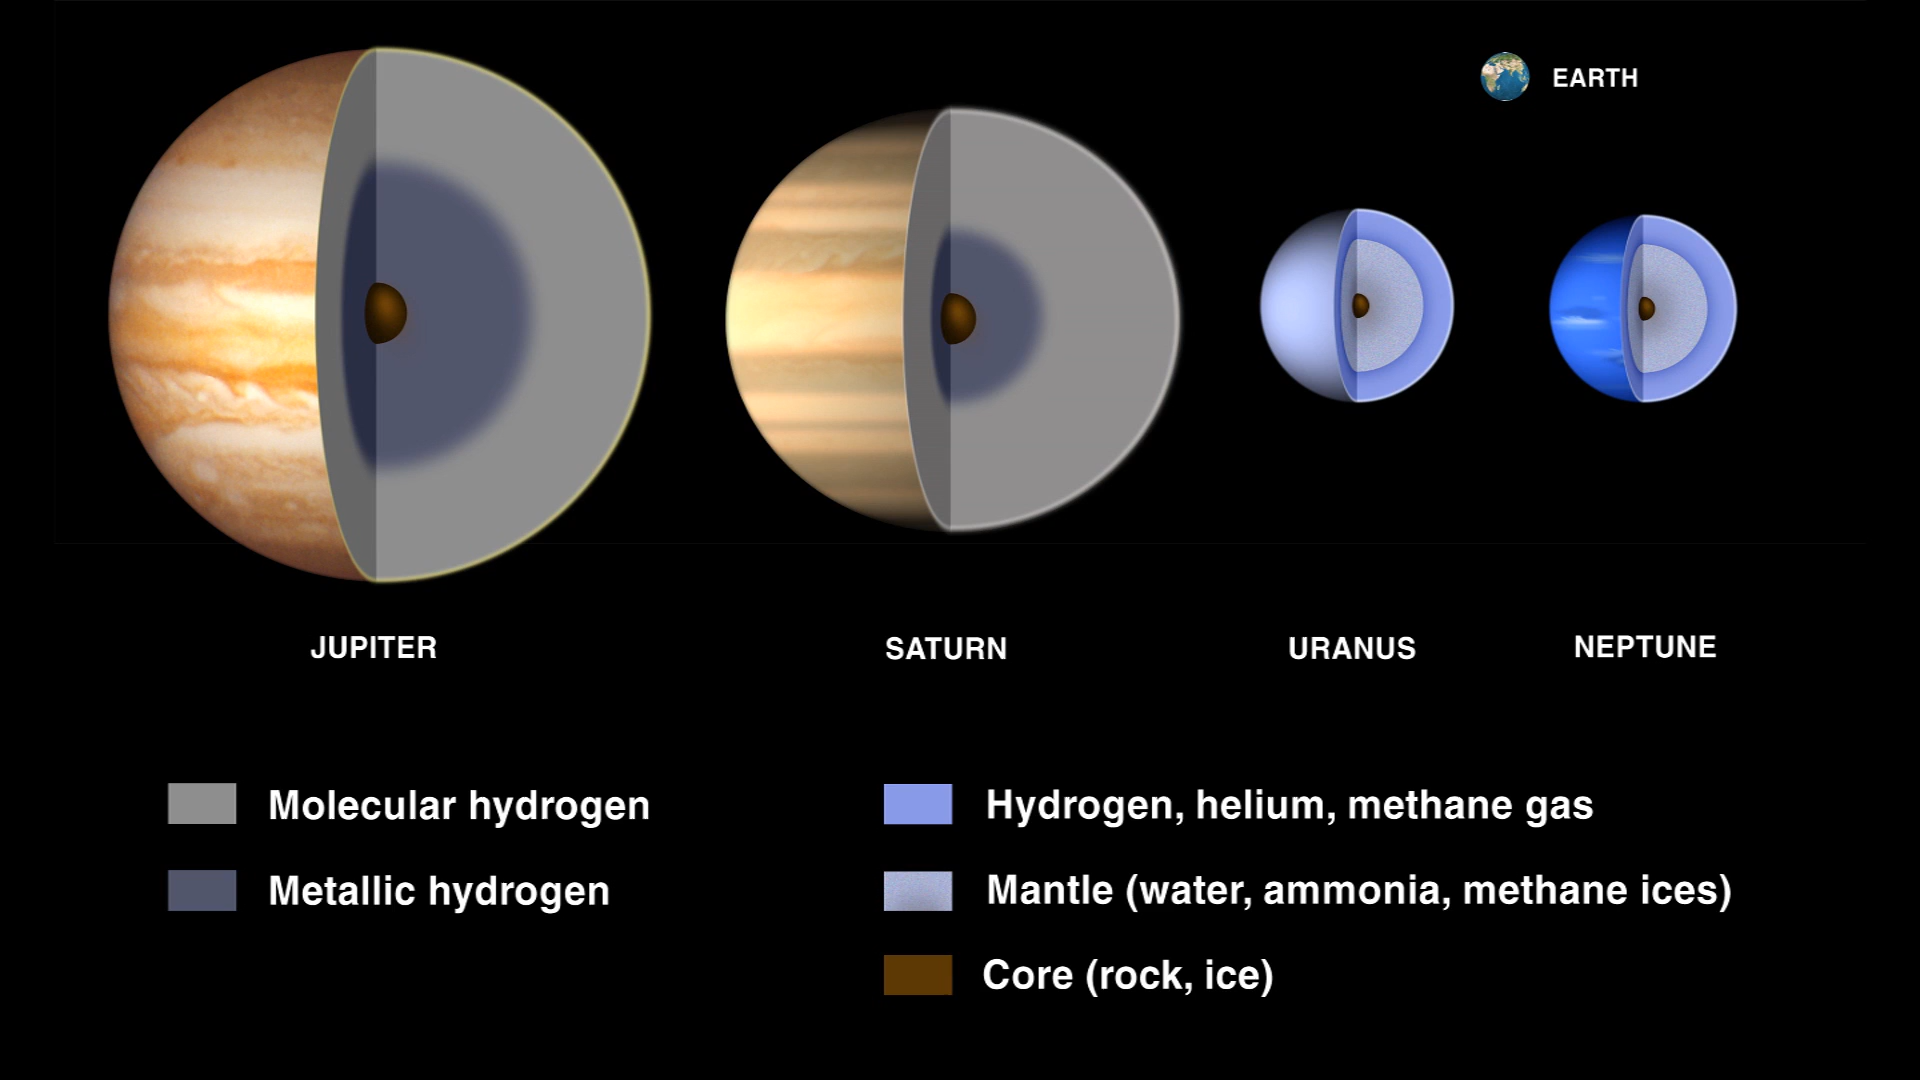 EARTH
JUPITER
SATURN
URANUS
NEPTUNE
Molecular hydrogen
Metallic hydrogen
Hydrogen, helium, methane gas
Mantle (water, ammonia, methane ices)
Core (rock, ice)